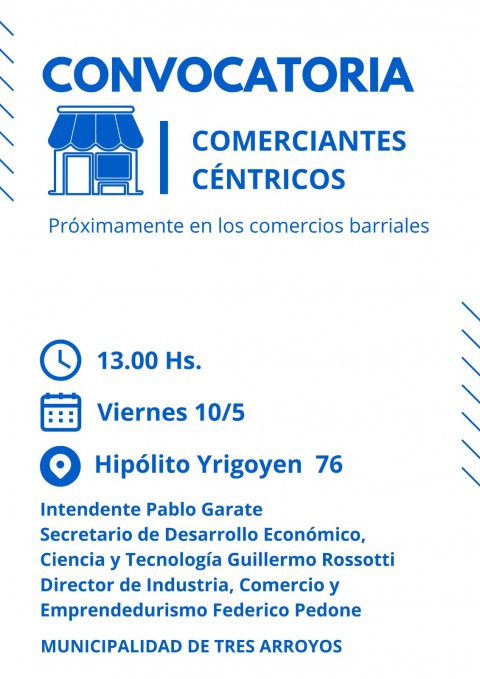 CONVOCATORIA
COMERCIANTES
CÉNTRICOS
Próximamente en los comercios barriales
13.00 Hs.
Viernes 10/5
Hipólito Yrigoyen 76
Intendente Pablo Garate
Secretario de Desarrollo Económico,
Ciencia y Tecnología Guillermo Rossotti
Director de Industria, Comercio y
Emprendedurismo Federico Pedone
MUNICIPALIDAD DE TRES ARROYOS